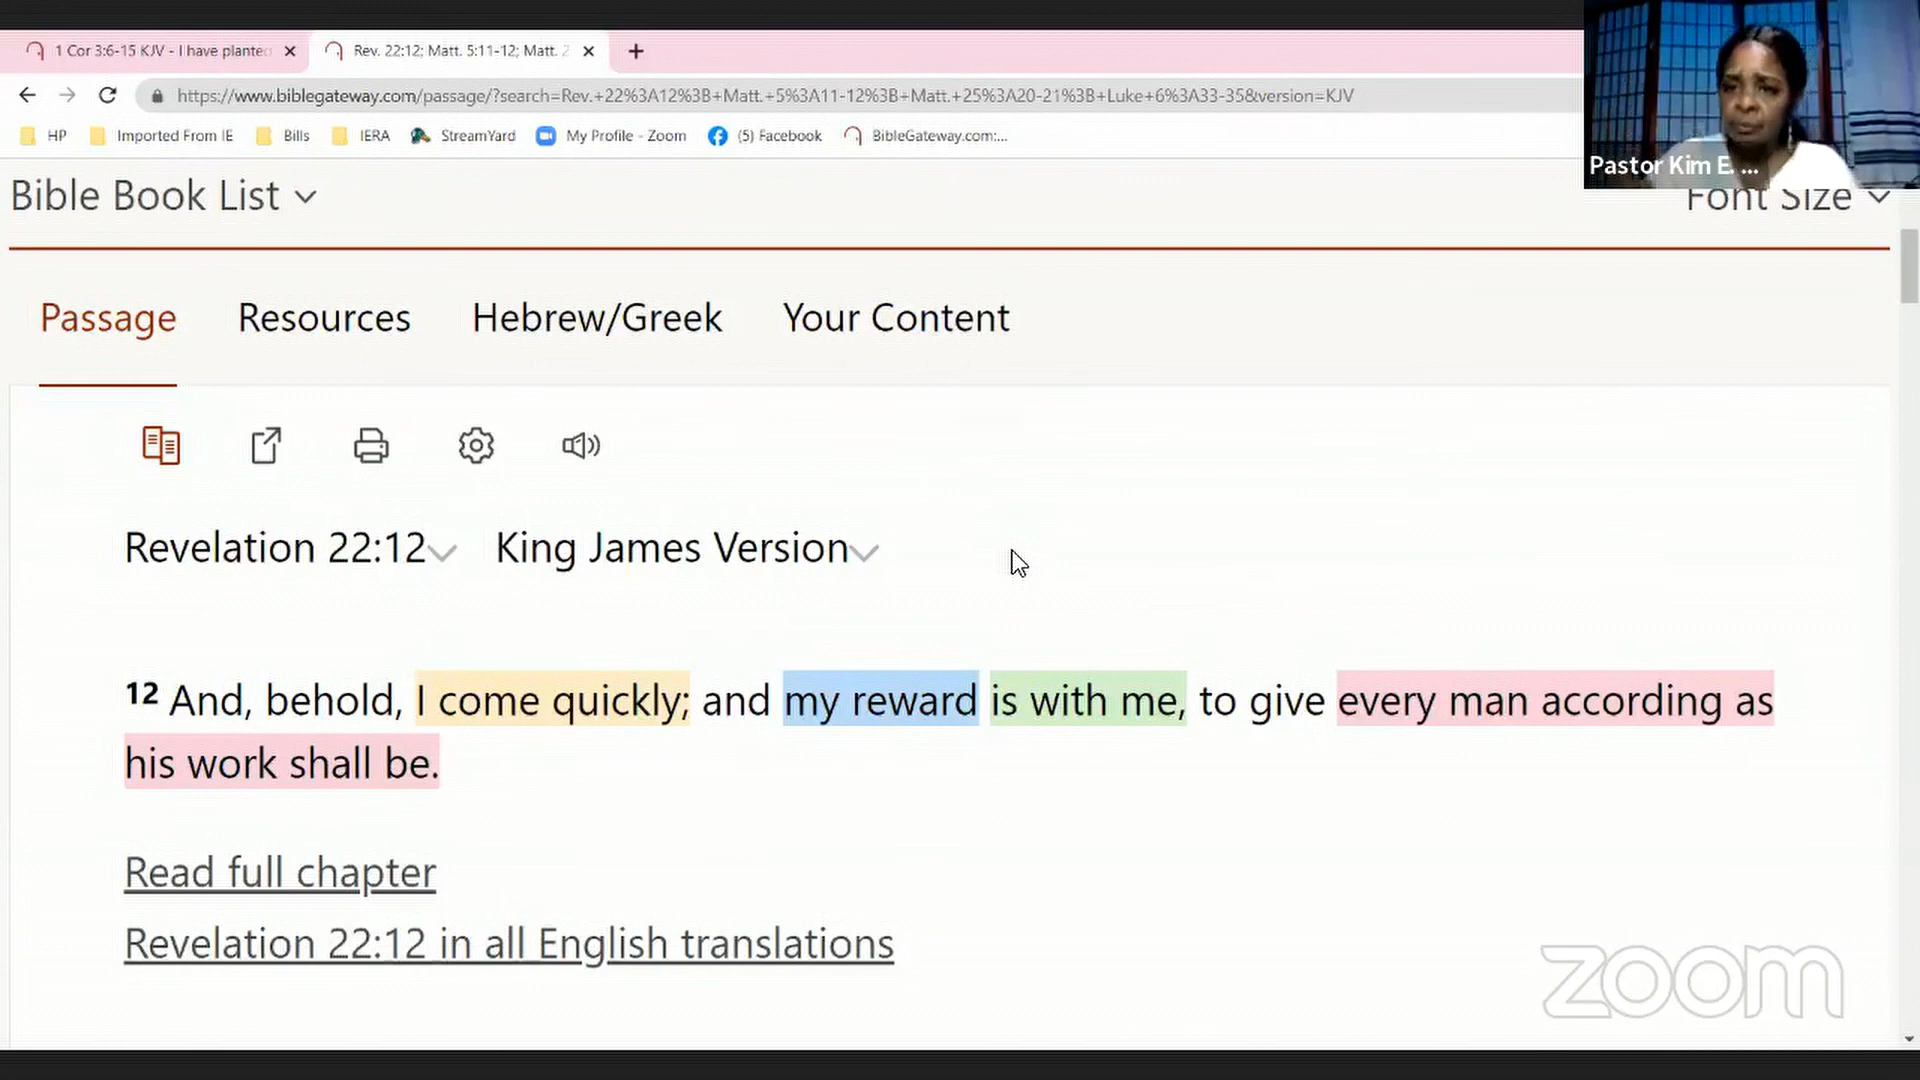 1 Cor 3:6-15 KJV - I have planted
Rev. 22:12; Matt. 5:11-12; Matt. 2
https://www.biblegateway.com/passage/?search=Rev.+22%3A12%3B+Matt.+5%3A11-12%3B+Matt.+25%3A20-21%3B+Luke+6%3A33-35&version=KJV
HP Imported From IE Bills IERA StreamYard My Profile - Zoom (5) Facebook BibleGateway.com:...
Pastor Kim E. ...
Bible Book List Font Size
Passage Resources Hebrew/Greek Your Content
Revelation 22:12 King James Version
12 And, behold, I come quickly; and my reward is with me, to give every man according as
his work shall be.
Read full chapter
Revelation 22:12 in all English translations
zoom